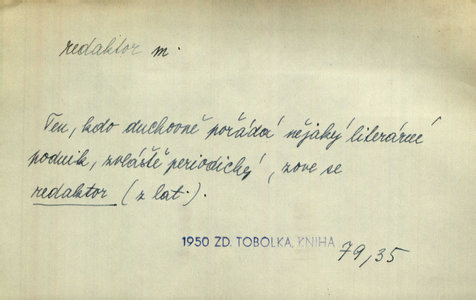 redaktor m.
Ten, kdo duchovně pořádá nějaký literární
podnik, zvláště periodický, zove se
redaktor (z lat.).
1950 ZD. TOBOLKA, KNIHA
79,35